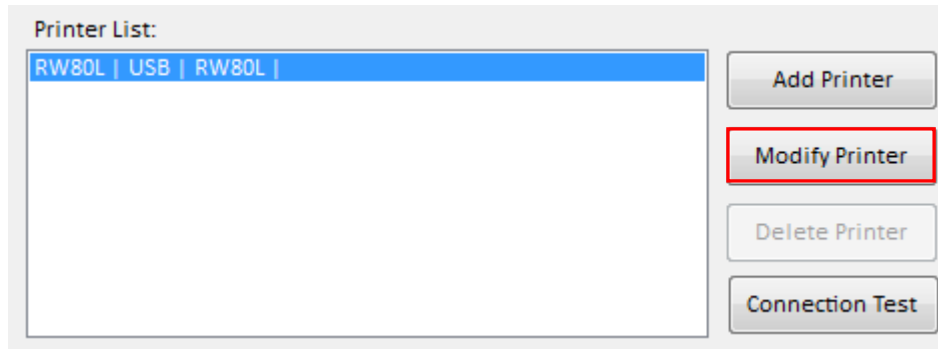 Printer List:
RW80L | USB | RW80L |
Add Printer
Modify Printer
Delete Printer
Connection Test